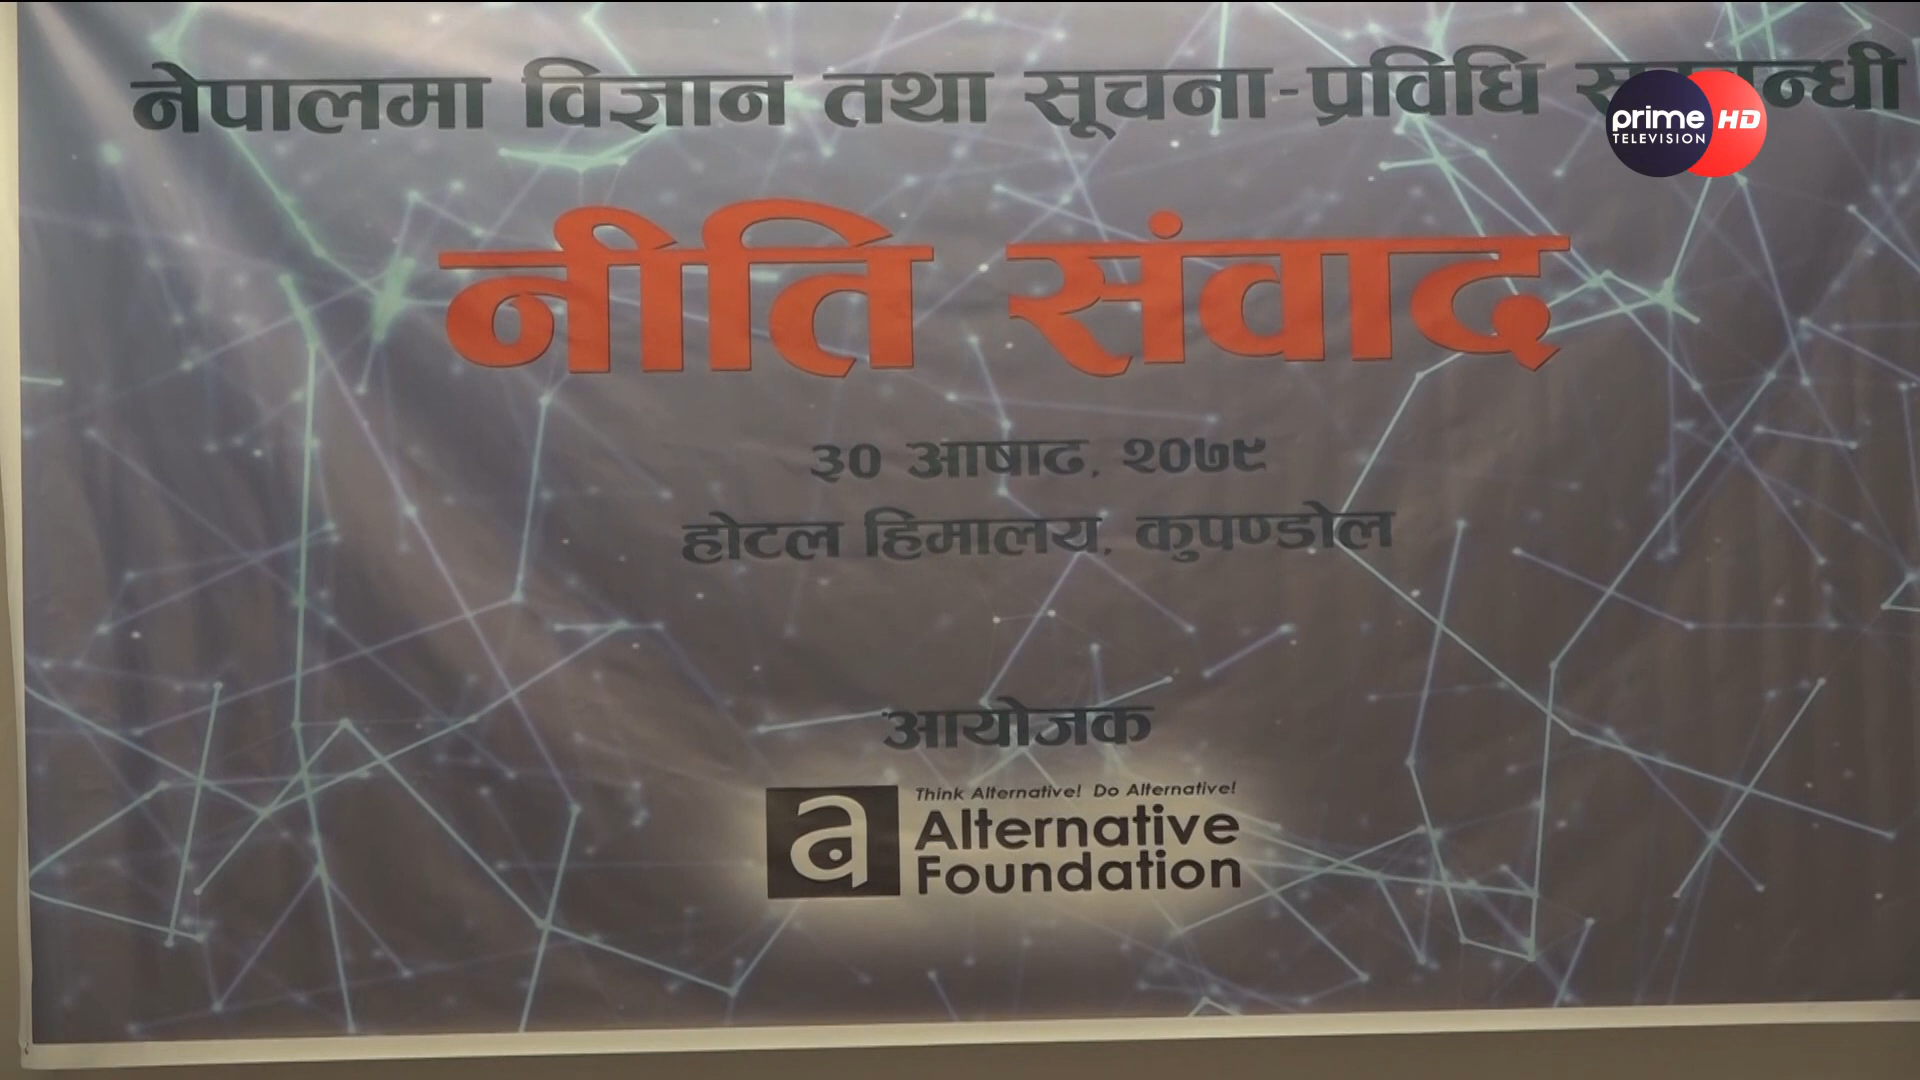 नेपालमा विज्ञान तथा सूचना-प्रविधि
prime HD
TELEVISION
नीति संवाद
३० आषाढ, २०७९
होटल हिमालय, कुपण्डोल
आयोजक
a
Think Alternative! Do Alternative!
Alternative
Foundation